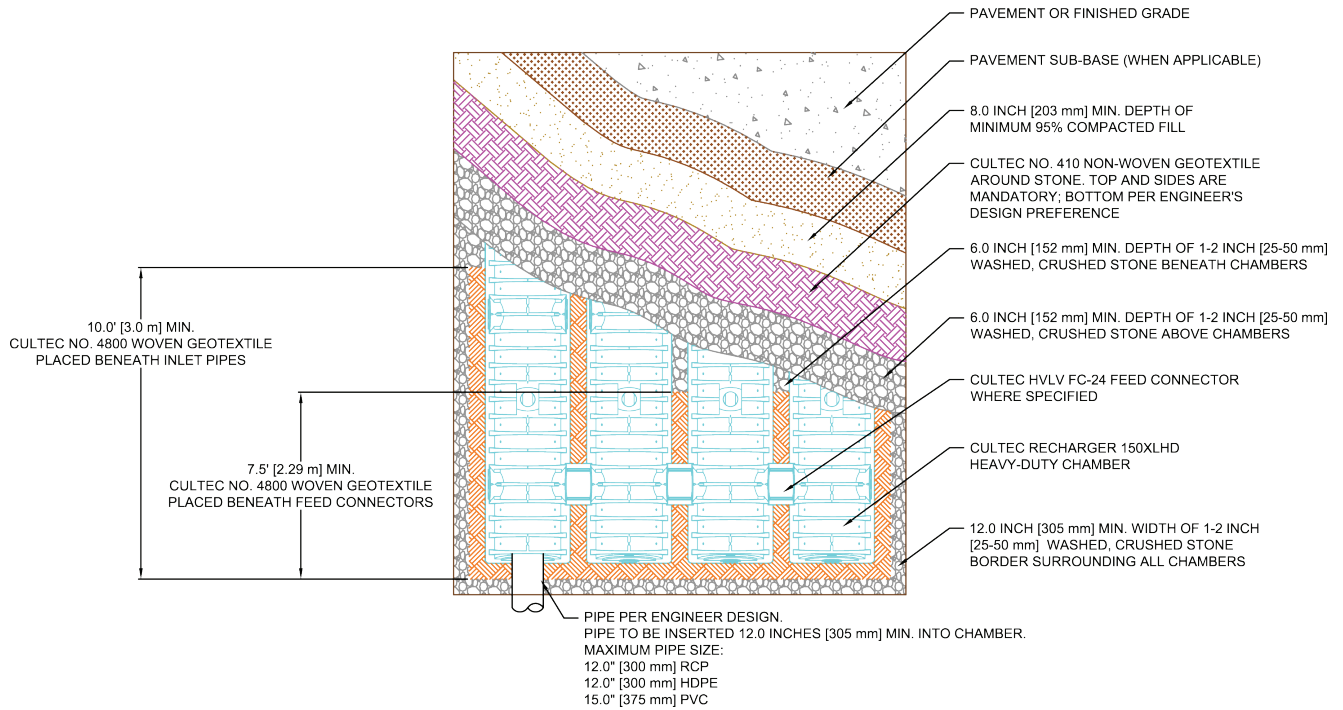 PAVEMENT OR FINISHED GRADE
PAVEMENT SUB-BASE (WHEN APPLICABLE)
8.0 INCH [203 mm] MIN. DEPTH OF
MINIMUM 95% COMPACTED FILL
CULTEC NO. 410 NON-WOVEN GEOTEXTILE
AROUND STONE. TOP AND SIDES ARE
MANDATORY; BOTTOM PER ENGINEER'S
DESIGN PREFERENCE
6.0 INCH [152 mm] MIN. DEPTH OF 1-2 INCH [25-50 mm]
WASHED, CRUSHED STONE BENEATH CHAMBERS
6.0 INCH [152 mm] MIN. DEPTH OF 1-2 INCH [25-50 mm]
WASHED, CRUSHED STONE ABOVE CHAMBERS
CULTEC HVLV FC-24 FEED CONNECTOR
WHERE SPECIFIED
CULTEC RECHARGER 150XLHD
HEAVY-DUTY CHAMBER
12.0 INCH [305 mm] MIN. WIDTH OF 1-2 INCH
[25-50 mm] WASHED, CRUSHED STONE
BORDER SURROUNDING ALL CHAMBERS
10.0' [3.0 m] MIN.
CULTEC NO. 4800 WOVEN GEOTEXTILE
PLACED BENEATH INLET PIPES
7.5' [2.29 m] MIN.
CULTEC NO. 4800 WOVEN GEOTEXTILE
PLACED BENEATH FEED CONNECTORS
PIPE PER ENGINEER DESIGN.
PIPE TO BE INSERTED 12.0 INCHES [305 mm] MIN. INTO CHAMBER.
MAXIMUM PIPE SIZE:
12.0" [300 mm] RCP
12.0" [300 mm] HDPE
15.0" [375 mm] PVC